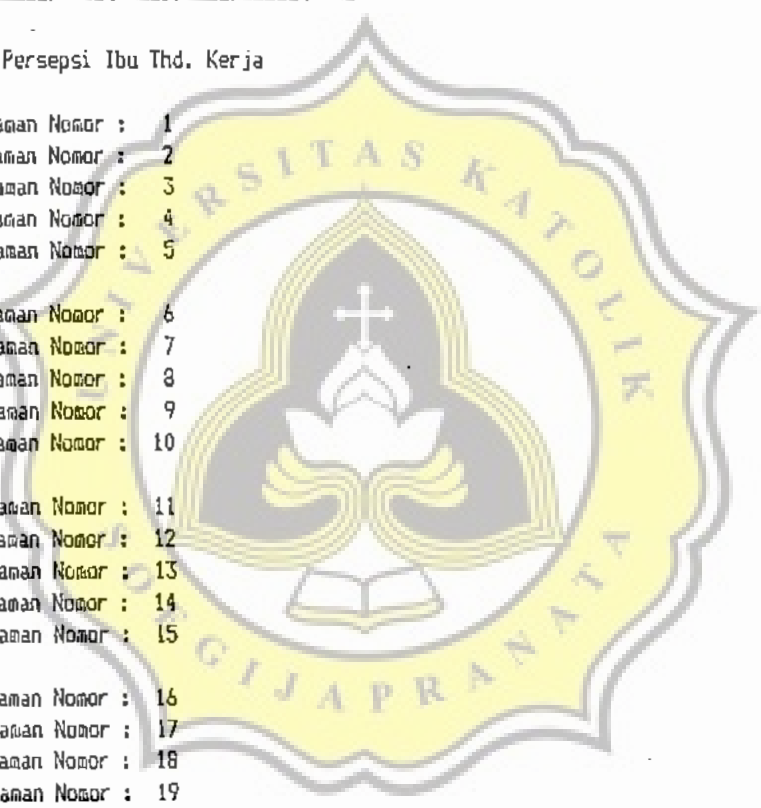 Persepsi Ibu Thd. Kerja
aman Nomor : 1
aman Nomor : 2
aman Nomor : 3
aman Nomor : 4
aman Nomor : 5
aman Nomor : 6
aman Nomor : 7
aman Nomor : 8
aman Nomor : 9
aman Nomor : 10
aman Nomor : 11
aman Nomor : 12
aman Nomor : 13
aman Nomor : 14
aman Nomor : 15
aman Nomor : 16
aman Nomor : 17
aman Nomor : 18
aman Nomor : 19
UNIVERSITAS KATOLIK
SOEGIJAPRANATA